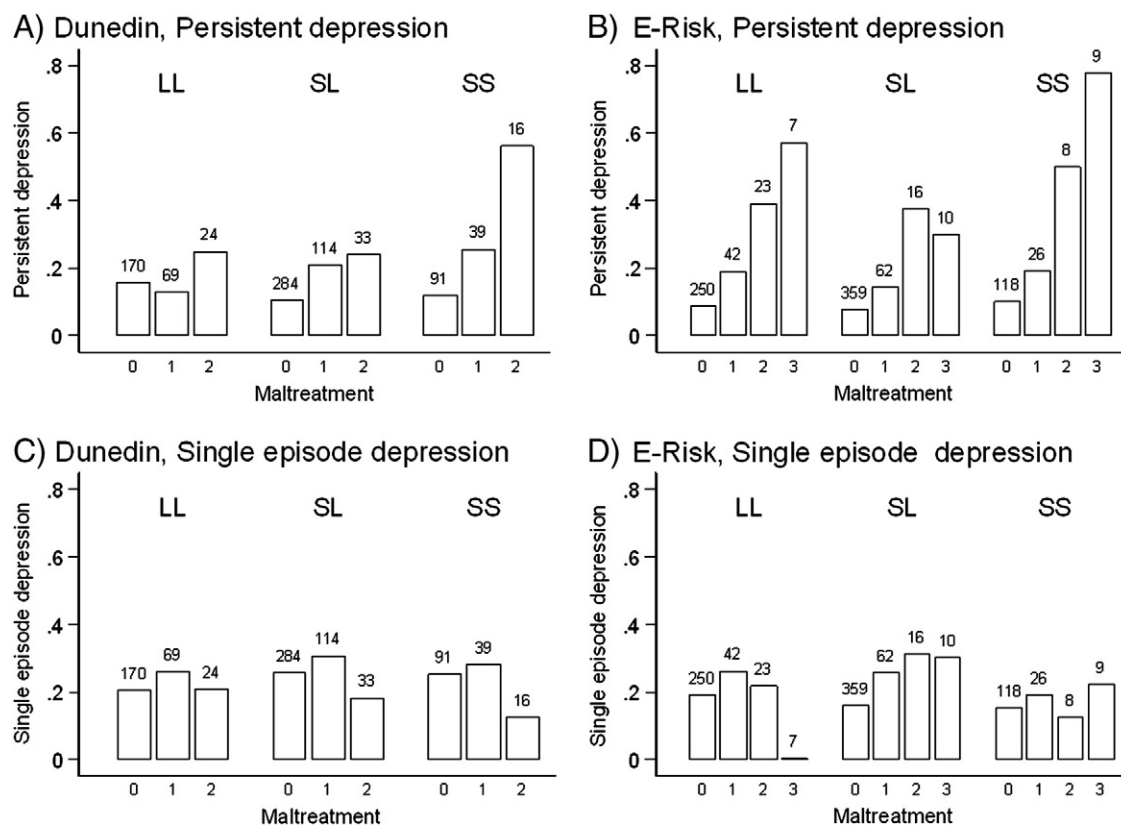 A) Dunedin, Persistent depression
Persistent depression
.8
.6
.4
.2
0
LL
SL
SS
170
69
24
284
114
33
91
39
16
0 1 2
0 1 2
0 1 2
Maltreatment
B) E-Risk, Persistent depression
Persistent depression
.8
.6
.4
.2
0
LL
SL
SS
250
42
23
7
359
62
16
10
118
26
8
9
0 1 2 3
0 1 2 3
0 1 2 3
Maltreatment
C) Dunedin, Single episode depression
Single episode depression
.8
.6
.4
.2
0
LL
SL
SS
170
69
24
284
114
33
91
39
16
0 1 2
0 1 2
0 1 2
Maltreatment
D) E-Risk, Single episode depression
Single episode depression
.8
.6
.4
.2
0
LL
SL
SS
250
42
23
7
359
62
16
10
118
26
8
9
0 1 2 3
0 1 2 3
0 1 2 3
Maltreatment